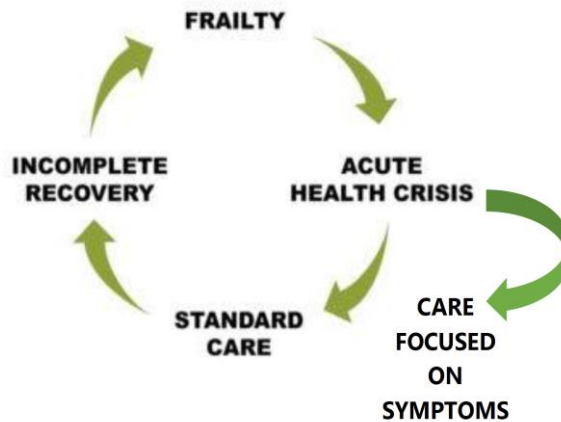 FRAILTY
ACUTE
HEALTH CRISIS
CARE
FOCUSED
ON
SYMPTOMS
STANDARD
CARE
INCOMPLETE
RECOVERY